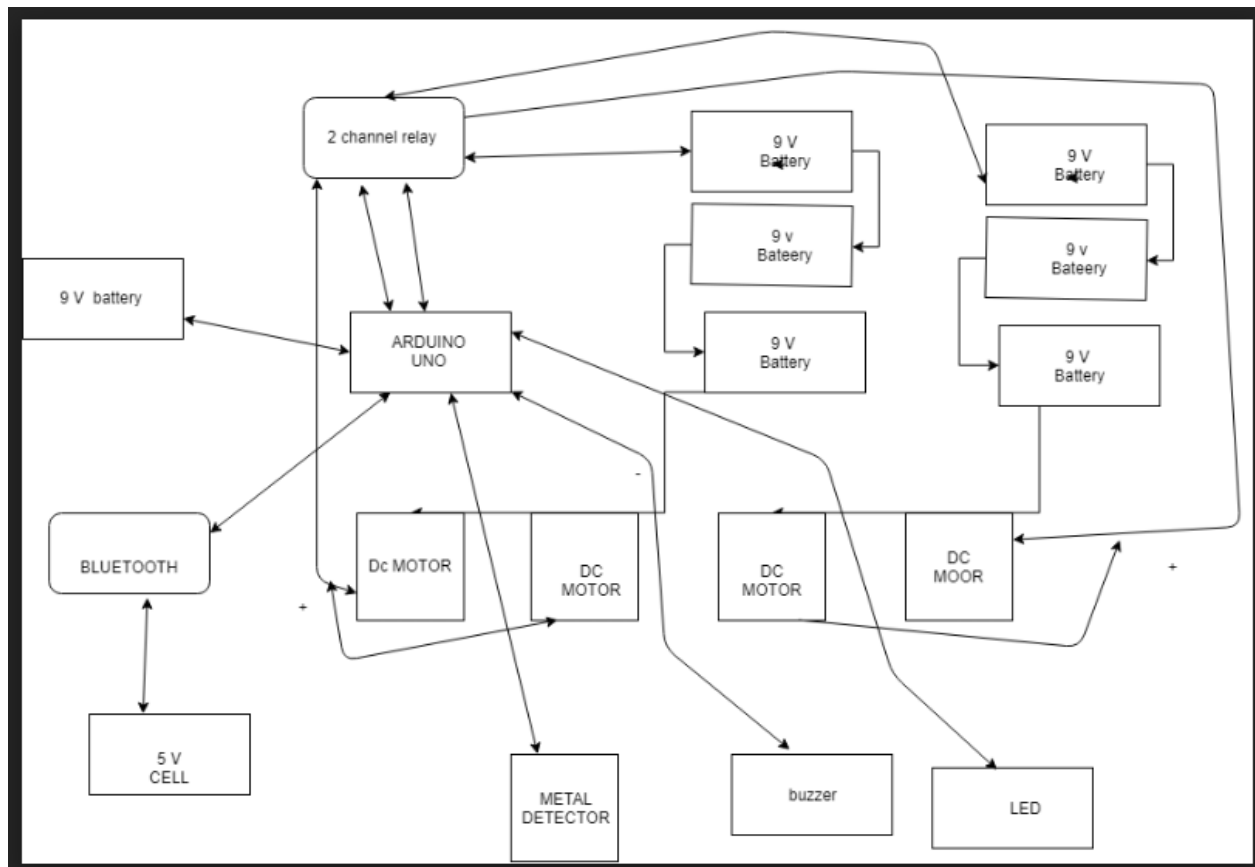 2 channel relay
9 V
Battery
9 V
Battery
9 v
Bateery
9 v
Bateery
9 V battery
ARDUINO
UNO
9 V
Battery
9 V
Battery
-
BLUETOOTH
Dc MOTOR
DC
MOTOR
DC
MOTOR
DC
MOOR
+
+
5 V
CELL
METAL
DETECTOR
buzzer
LED